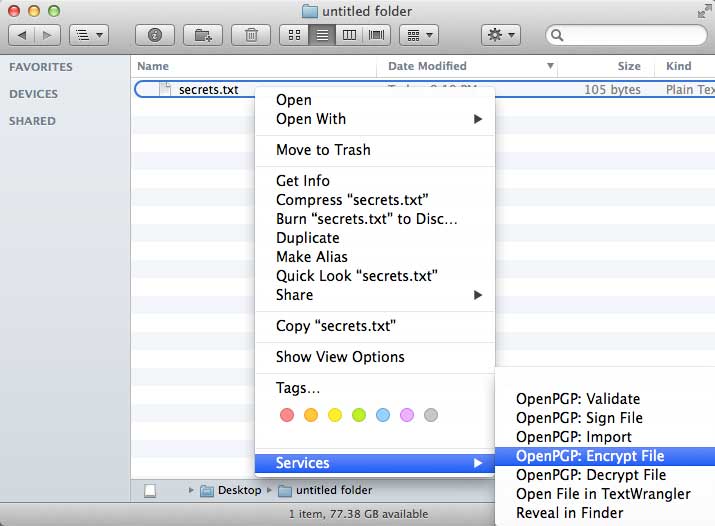 untitled folder
FAVORITES
DEVICES
SHARED
Name Date Modified Size Kind
secrets.txt 105 bytes Plain Tex
Open
Open With
Move to Trash
Get Info
Compress “secrets.txt”
Burn “secrets.txt” to Disc…
Duplicate
Make Alias
Quick Look “secrets.txt”
Share
Copy “secrets.txt”
Show View Options
Tags…
Services
OpenPGP: Validate
OpenPGP: Sign File
OpenPGP: Import
OpenPGP: Encrypt File
OpenPGP: Decrypt File
Open File in TextWrangler
Reveal in Finder
Desktop untitled folder
1 item, 77.38 GB available